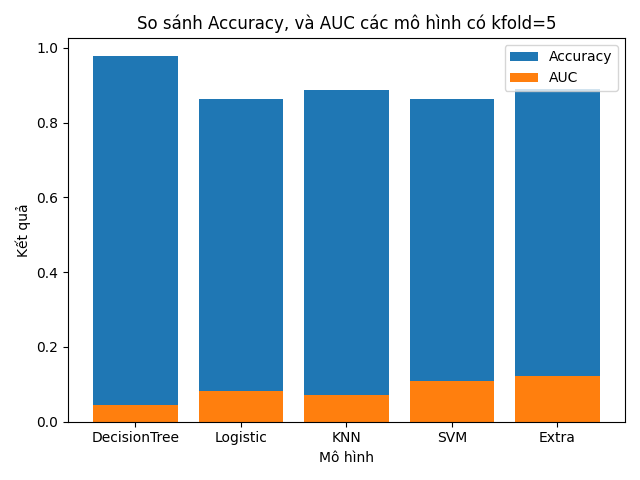 So sánh Accuracy, và AUC các mô hình có kfold=5
Accuracy
AUC
Kết quả
1.0
0.8
0.6
0.4
0.2
0.0
DecisionTree
Logistic
KNN
SVM
Extra
Mô hình